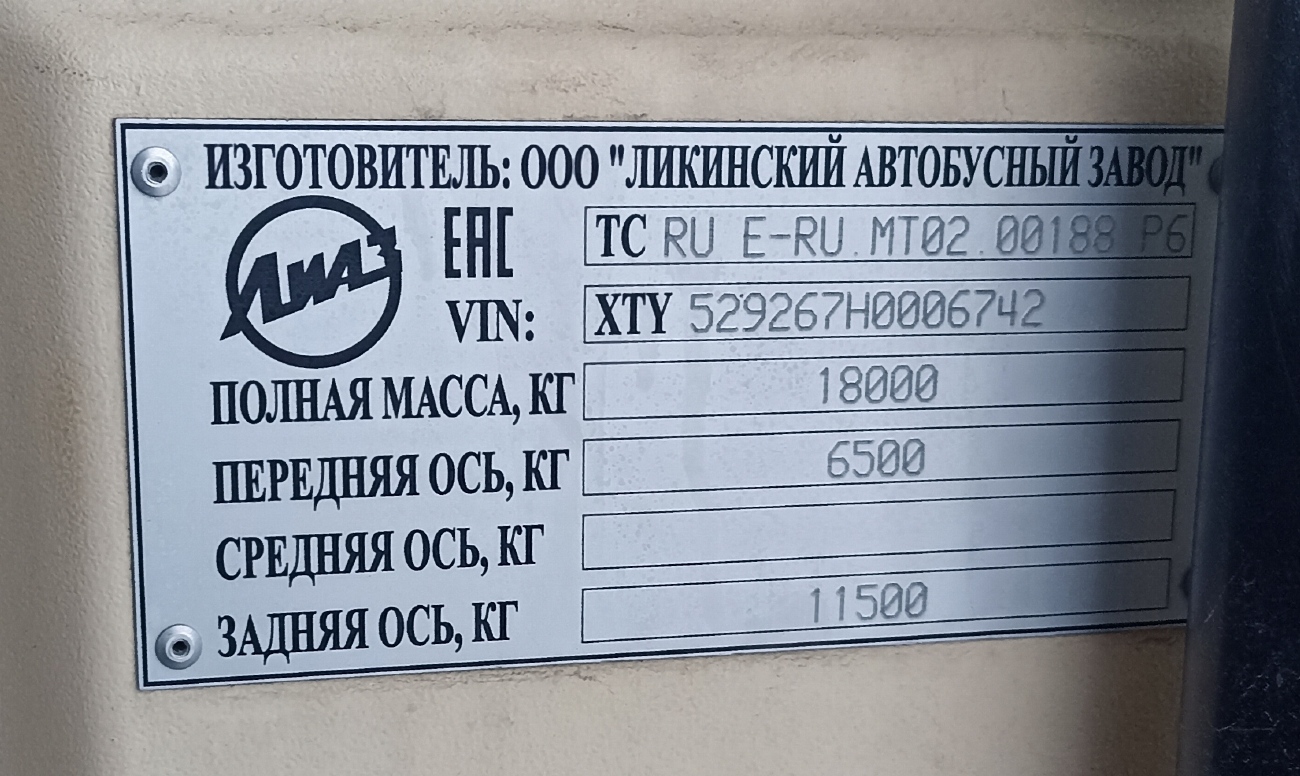 ИЗГОТОВИТЕЛЬ: ООО "ЛИКИНСКИЙ АВТОБУСНЫЙ ЗАВОД"
ЛиАЗ
ЕАС ТС RU E-RU.MT02.00188 P6
VIN: XTY 529267H0006742
ПОЛНАЯ МАССА, КГ 18000
ПЕРЕДНЯЯ ОСЬ, КГ 6500
СРЕДНЯЯ ОСЬ, КГ
ЗАДНЯЯ ОСЬ, КГ 11500